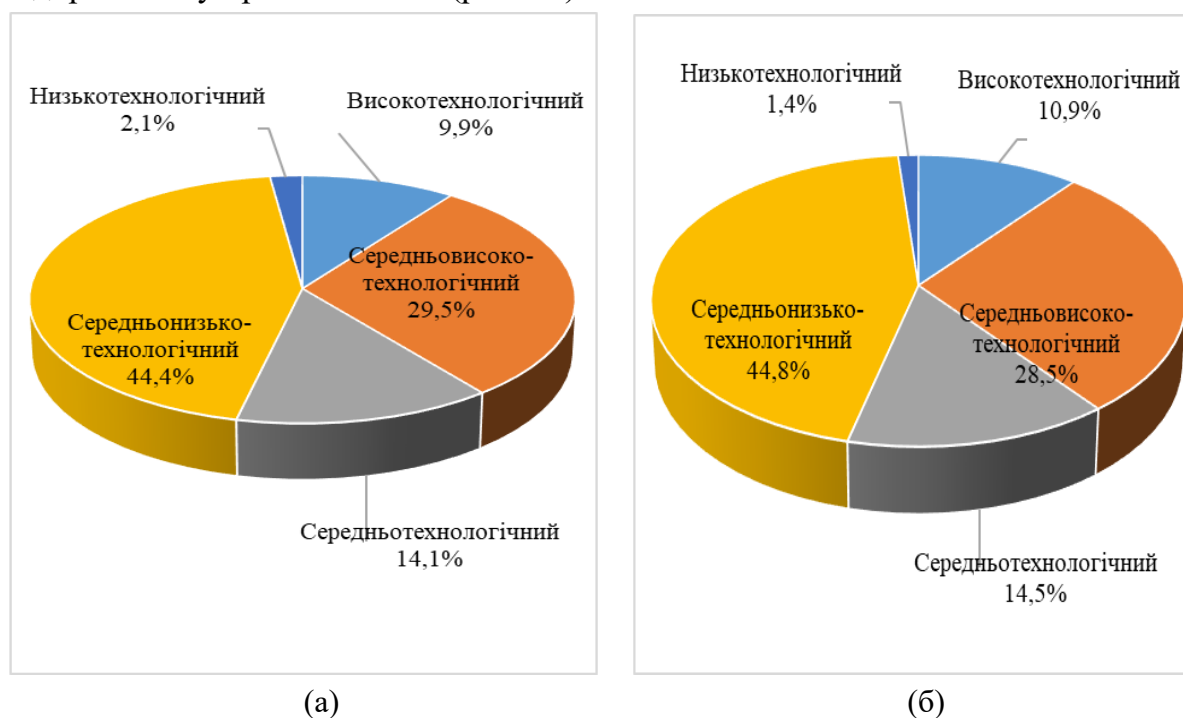 Низькотехнологічний
2,1%
Високотехнологічний
9,9%
Середньовисоко-
технологічний
29,5%
Середньонизько-
технологічний
44,4%
Середньотехнологічний
14,1%
(а)
Низькотехнологічний
1,4%
Високотехнологічний
10,9%
Середньонизько-
технологічний
44,8%
Середньовисоко-
технологічний
28,5%
Середньотехнологічний
14,5%
(б)